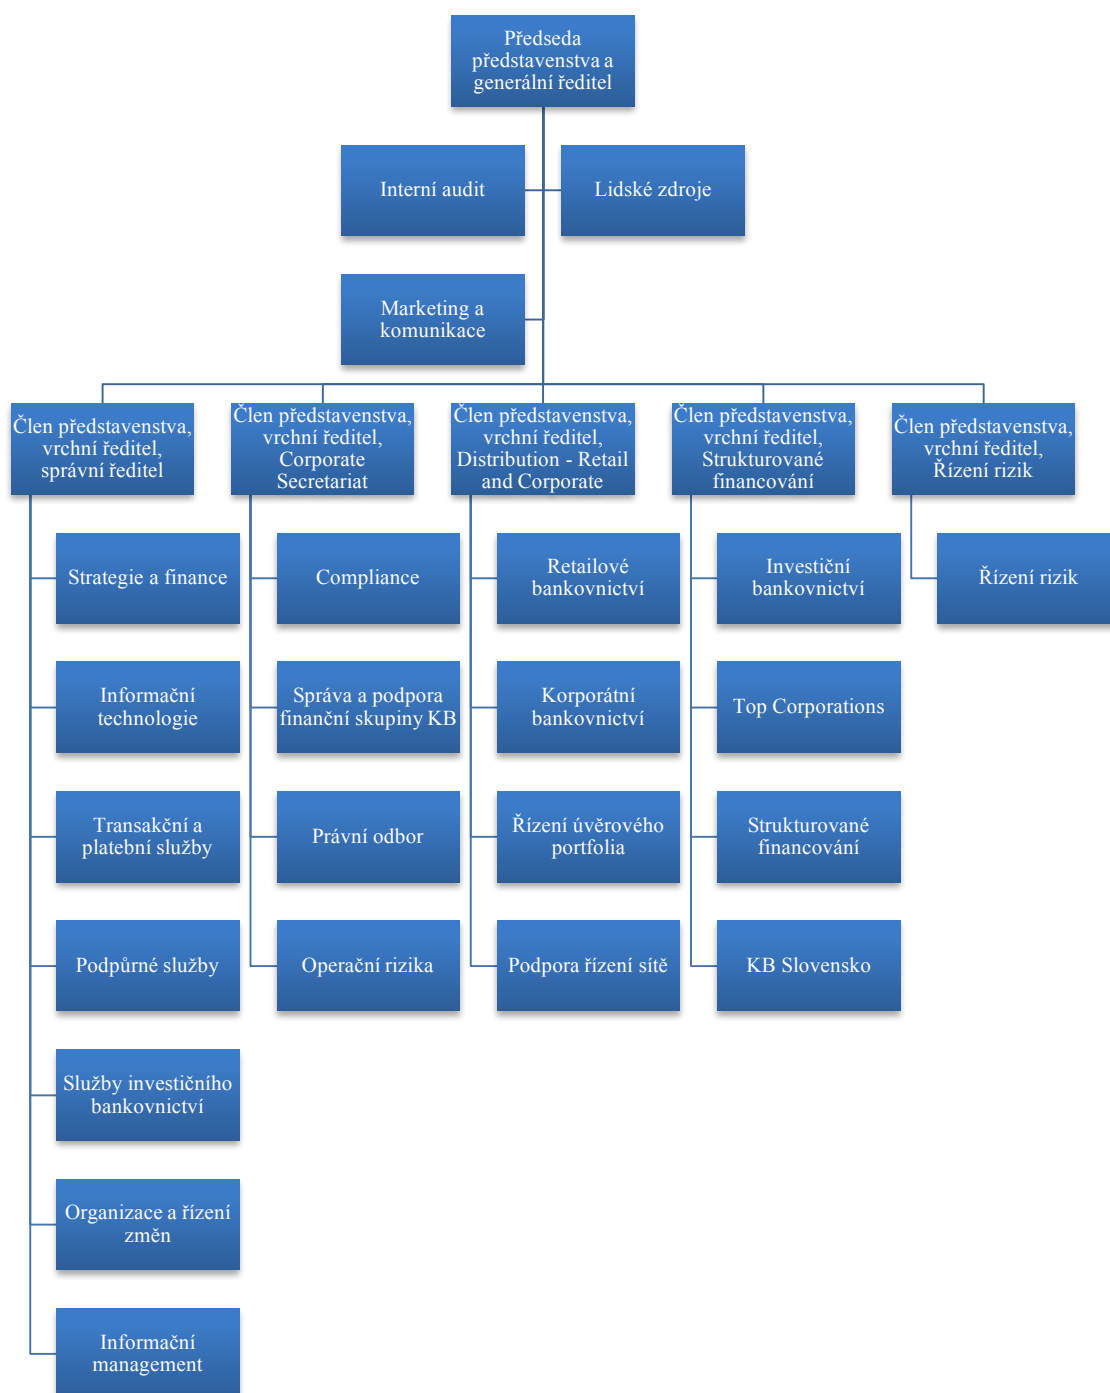 Předseda
představenstva a
generální ředitel
Interní audit
Lidské zdroje
Marketing a
komunikace
Člen představenstva,
vrchní ředitel,
správní ředitel
Člen představenstva,
vrchní ředitel,
Corporate
Secretariat
Člen představenstva,
vrchní ředitel,
Distribution - Retail
and Corporate
Člen představenstva,
vrchní ředitel,
Strukturované
financování
Člen představenstva,
vrchní ředitel,
Řízení rizik
Strategie a finance
Compliance
Retailové
bankovnictví
Investiční
bankovnictví
Řízení rizik
Informační
technologie
Správa a podpora
finanční skupiny KB
Korporátní
bankovnictví
Top Corporations
Transakční a
platební služby
Právní odbor
Řízení úvěrového
portfolia
Strukturované
financování
Podpůrné služby
Operační rizika
Podpora řízení sítě
KB Slovensko
Služby investičního
bankovnictví
Organizace a řízení
změn
Informační
management